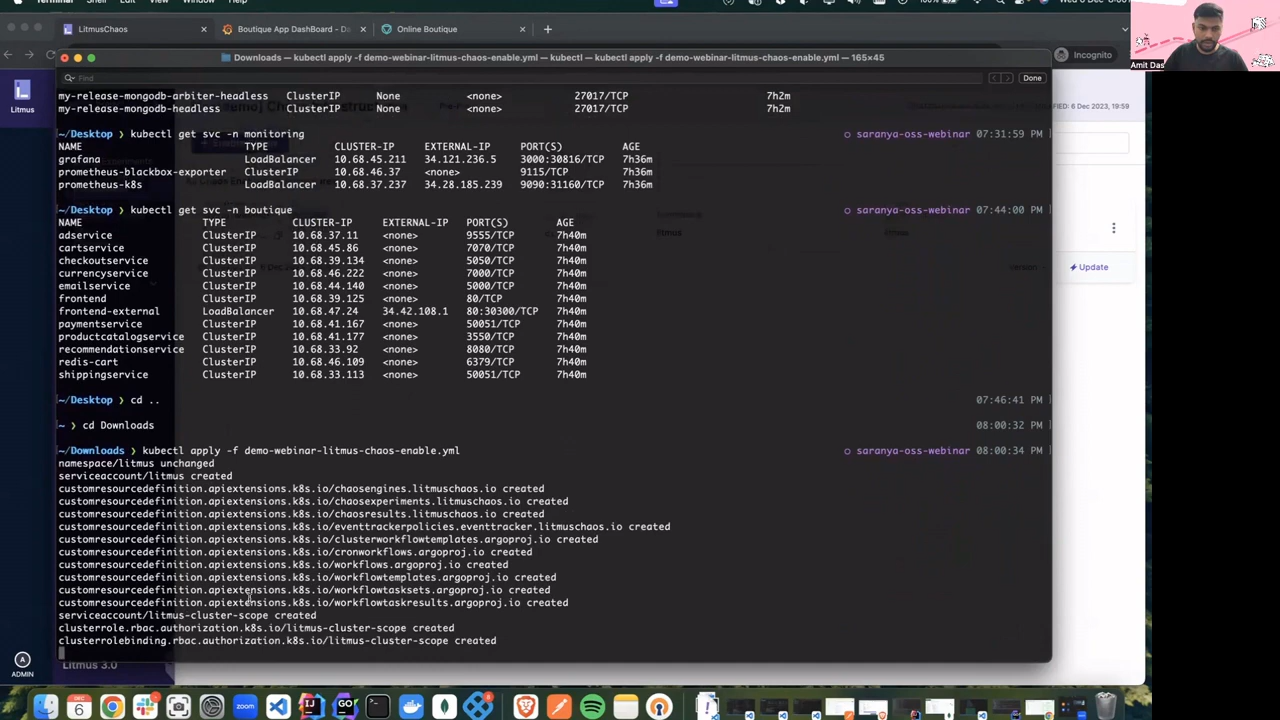 Terminal Shell Edit View Window Help
LitmusChaos × Boutique App DashBoard - Da × Online Boutique × +
Incognito
Amit Das
Downloads — kubectl apply -f demo-webinar-litmus-chaos-enable.yml — kubectl — kubectl apply -f demo-webinar-litmus-chaos-enable.yml — 165×45
Find
Done
Litmus
my-release-mongodb-arbiter-headless ClusterIP None <none> 27017/TCP 7h2m
my-release-mongodb-headless ClusterIP None <none> 27017/TCP 7h2m
6 Dec 2023, 19:59
~/Desktop ❯ kubectl get svc -n monitoring saranya-oss-webinar 07:31:59 PM
NAME TYPE CLUSTER-IP EXTERNAL-IP PORT(S) AGE
grafana LoadBalancer 10.68.45.211 34.121.236.5 3000:30816/TCP 7h36m
prometheus-blackbox-exporter ClusterIP 10.68.46.37 <none> 9115/TCP 7h36m
prometheus-k8s LoadBalancer 10.68.37.237 34.28.185.239 9090:31160/TCP 7h36m
~/Desktop ❯ kubectl get svc -n boutique saranya-oss-webinar 07:44:00 PM
NAME TYPE CLUSTER-IP EXTERNAL-IP PORT(S) AGE
adservice ClusterIP 10.68.37.11 <none> 9555/TCP 7h40m
cartservice ClusterIP 10.68.45.86 <none> 7070/TCP 7h40m
checkoutservice ClusterIP 10.68.39.134 <none> 5050/TCP 7h40m
currencyservice ClusterIP 10.68.46.222 <none> 7000/TCP 7h40m
emailservice ClusterIP 10.68.44.140 <none> 5000/TCP 7h40m
frontend ClusterIP 10.68.39.125 <none> 80/TCP 7h40m
frontend-external LoadBalancer 10.68.47.24 34.42.108.1 80:30300/TCP 7h40m
paymentservice ClusterIP 10.68.41.167 <none> 50051/TCP 7h40m
productcatalogservice ClusterIP 10.68.41.177 <none> 3550/TCP 7h40m
recommendationservice ClusterIP 10.68.33.92 <none> 8080/TCP 7h40m
redis-cart ClusterIP 10.68.46.109 <none> 6379/TCP 7h40m
shippingservice ClusterIP 10.68.33.113 <none> 50051/TCP 7h40m
Update
~/Desktop ❯ cd .. 07:46:41 PM
~ ❯ cd Downloads 08:00:32 PM
~/Downloads ❯ kubectl apply -f demo-webinar-litmus-chaos-enable.yml saranya-oss-webinar 08:00:34 PM
namespace/litmus unchanged
serviceaccount/litmus created
customresourcedefinition.apiextensions.k8s.io/chaosengines.litmuschaos.io created
customresourcedefinition.apiextensions.k8s.io/chaosexperiments.litmuschaos.io created
customresourcedefinition.apiextensions.k8s.io/chaosresults.litmuschaos.io created
customresourcedefinition.apiextensions.k8s.io/eventtrackerpolicies.eventtracker.litmuschaos.io created
customresourcedefinition.apiextensions.k8s.io/clusterworkflowtemplates.argoproj.io created
customresourcedefinition.apiextensions.k8s.io/cronworkflows.argoproj.io created
customresourcedefinition.apiextensions.k8s.io/workflows.argoproj.io created
customresourcedefinition.apiextensions.k8s.io/workflowtemplates.argoproj.io created
customresourcedefinition.apiextensions.k8s.io/workflowtasksets.argoproj.io created
customresourcedefinition.apiextensions.k8s.io/workflowtaskresults.argoproj.io created
serviceaccount/litmus-cluster-scope created
clusterrole.rbac.authorization.k8s.io/litmus-cluster-scope created
clusterrolebinding.rbac.authorization.k8s.io/litmus-cluster-scope created
ADMIN
Litmus 3.0